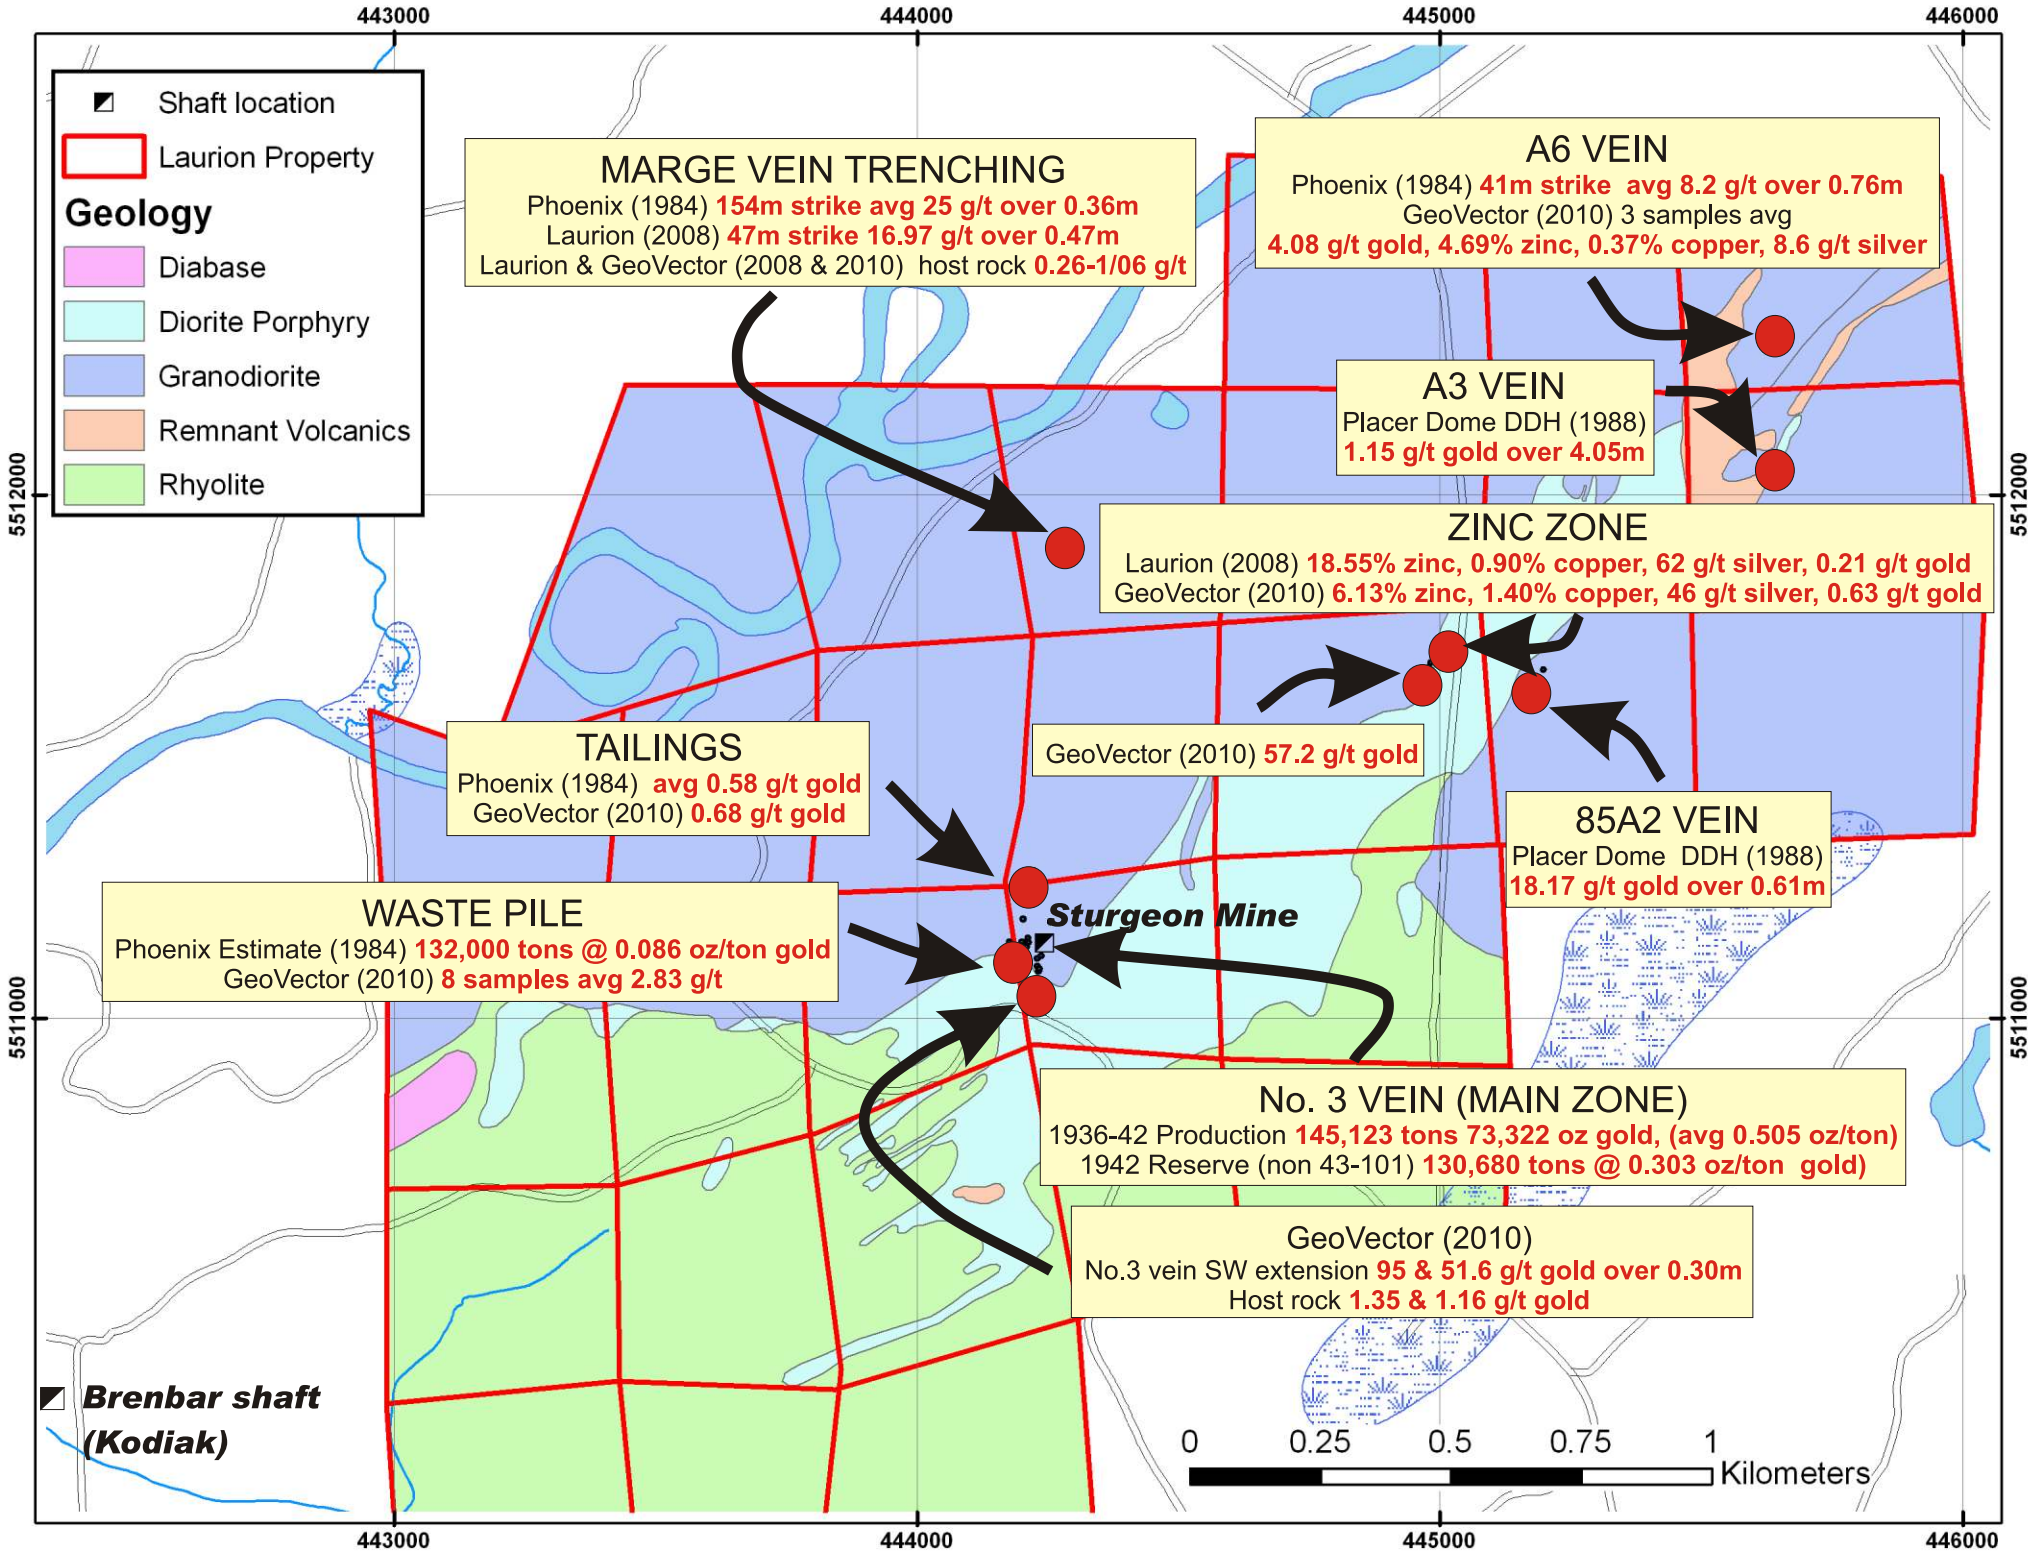 443000
444000
445000
446000
Shaft location
Laurion Property
Geology
Diabase
Diorite Porphyry
Granodiorite
Remnant Volcanics
Rhyolite
MARGE VEIN TRENCHING
Phoenix (1984) 154m strike avg 25 g/t over 0.36m
Laurion (2008) 47m strike 16.97 g/t over 0.47m
Laurion & GeoVector (2008 & 2010) host rock 0.26-1/06 g/t
A6 VEIN
Phoenix (1984) 41m strike avg 8.2 g/t over 0.76m
GeoVector (2010) 3 samples avg
4.08 g/t gold, 4.69% zinc, 0.37% copper, 8.6 g/t silver
A3 VEIN
Placer Dome DDH (1988)
1.15 g/t gold over 4.05m
5512000
5512000
ZINC ZONE
Laurion (2008) 18.55% zinc, 0.90% copper, 62 g/t silver, 0.21 g/t gold
GeoVector (2010) 6.13% zinc, 1.40% copper, 46 g/t silver, 0.63 g/t gold
TAILINGS
Phoenix (1984) avg 0.58 g/t gold
GeoVector (2010) 0.68 g/t gold
GeoVector (2010) 57.2 g/t gold
85A2 VEIN
Placer Dome DDH (1988)
18.17 g/t gold over 0.61m
WASTE PILE
Phoenix Estimate (1984) 132,000 tons @ 0.086 oz/ton gold
GeoVector (2010) 8 samples avg 2.83 g/t
Sturgeon Mine
5511000
5511000
No. 3 VEIN (MAIN ZONE)
1936-42 Production 145,123 tons 73,322 oz gold, (avg 0.505 oz/ton)
1942 Reserve (non 43-101) 130,680 tons @ 0.303 oz/ton gold)
GeoVector (2010)
No.3 vein SW extension 95 & 51.6 g/t gold over 0.30m
Host rock 1.35 & 1.16 g/t gold
Brenbar shaft
(Kodiak)
0 0.25 0.5 0.75 1
Kilometers
443000
444000
445000
446000